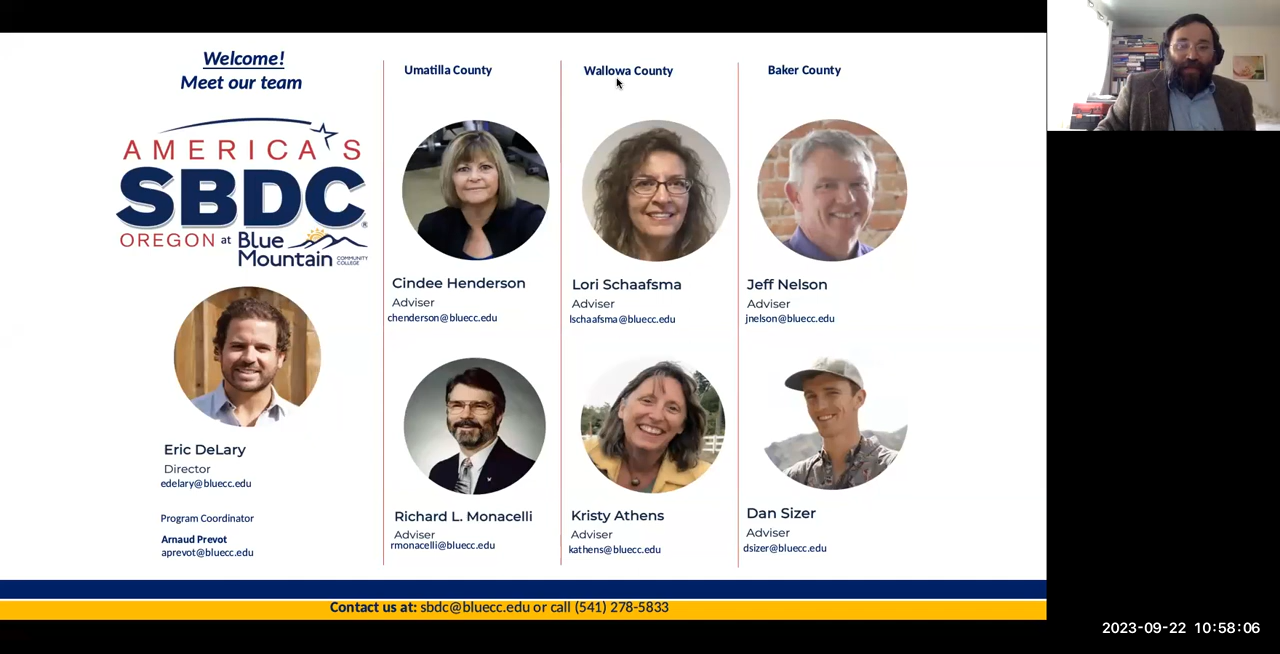 Welcome!
Meet our team
AMERICA'S
SBDC®
OREGON at Blue
Mountain COMMUNITY
COLLEGE
Eric DeLary
Director
edelary@bluecc.edu
Program Coordinator
Arnaud Prevot
aprevot@bluecc.edu
Umatilla County
Cindee Henderson
Adviser
chenderson@bluecc.edu
Richard L. Monacelli
Adviser
rmonacelli@bluecc.edu
Wallowa County
Lori Schaafsma
Adviser
lschaafsma@bluecc.edu
Kristy Athens
Adviser
kathens@bluecc.edu
Baker County
Jeff Nelson
Adviser
jnelson@bluecc.edu
Dan Sizer
Adviser
dsizer@bluecc.edu
Contact us at: sbdc@bluecc.edu or call (541) 278-5833
2023-09-22 10:58:06